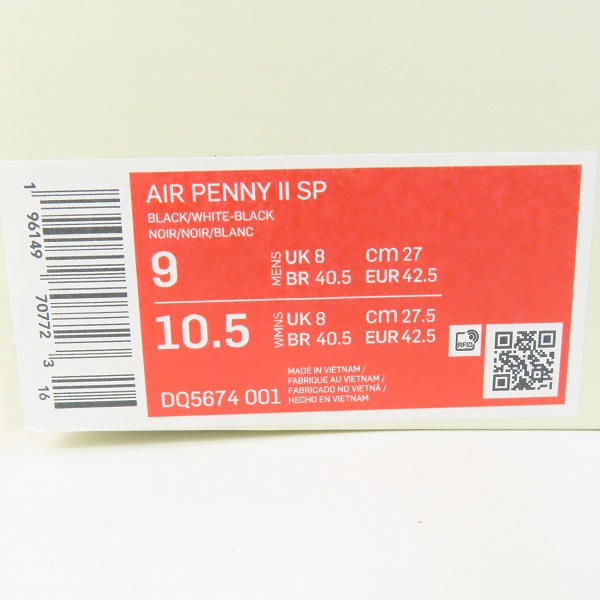 AIR PENNY II SP
BLACK/WHITE-BLACK
NOIR/NOIR/BLANC
9 MENS UK 8 cm 27
BR 40.5 EUR 42.5
10.5 WMNS UK 8 cm 27.5
BR 40.5 EUR 42.5
RFID
MADE IN VIETNAM /
FABRIQUE AU VIETNAM /
FABRICADO NO VIETNÃ /
HECHO EN VIETNAM
DQ5674 001
1 96149 70772 3 16